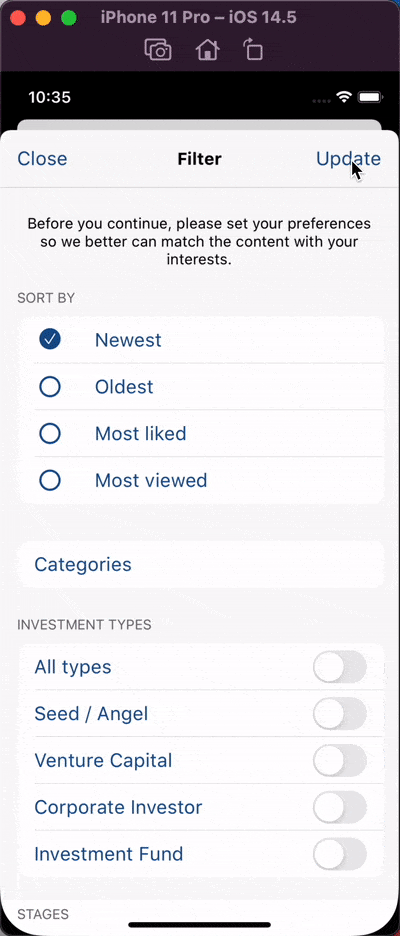 iPhone 11 Pro – iOS 14.5
10:35
Close Filter Update
Before you continue, please set your preferences
so we better can match the content with your
interests.
SORT BY
Newest
Oldest
Most liked
Most viewed
Categories
INVESTMENT TYPES
All types
Seed / Angel
Venture Capital
Corporate Investor
Investment Fund
STAGES